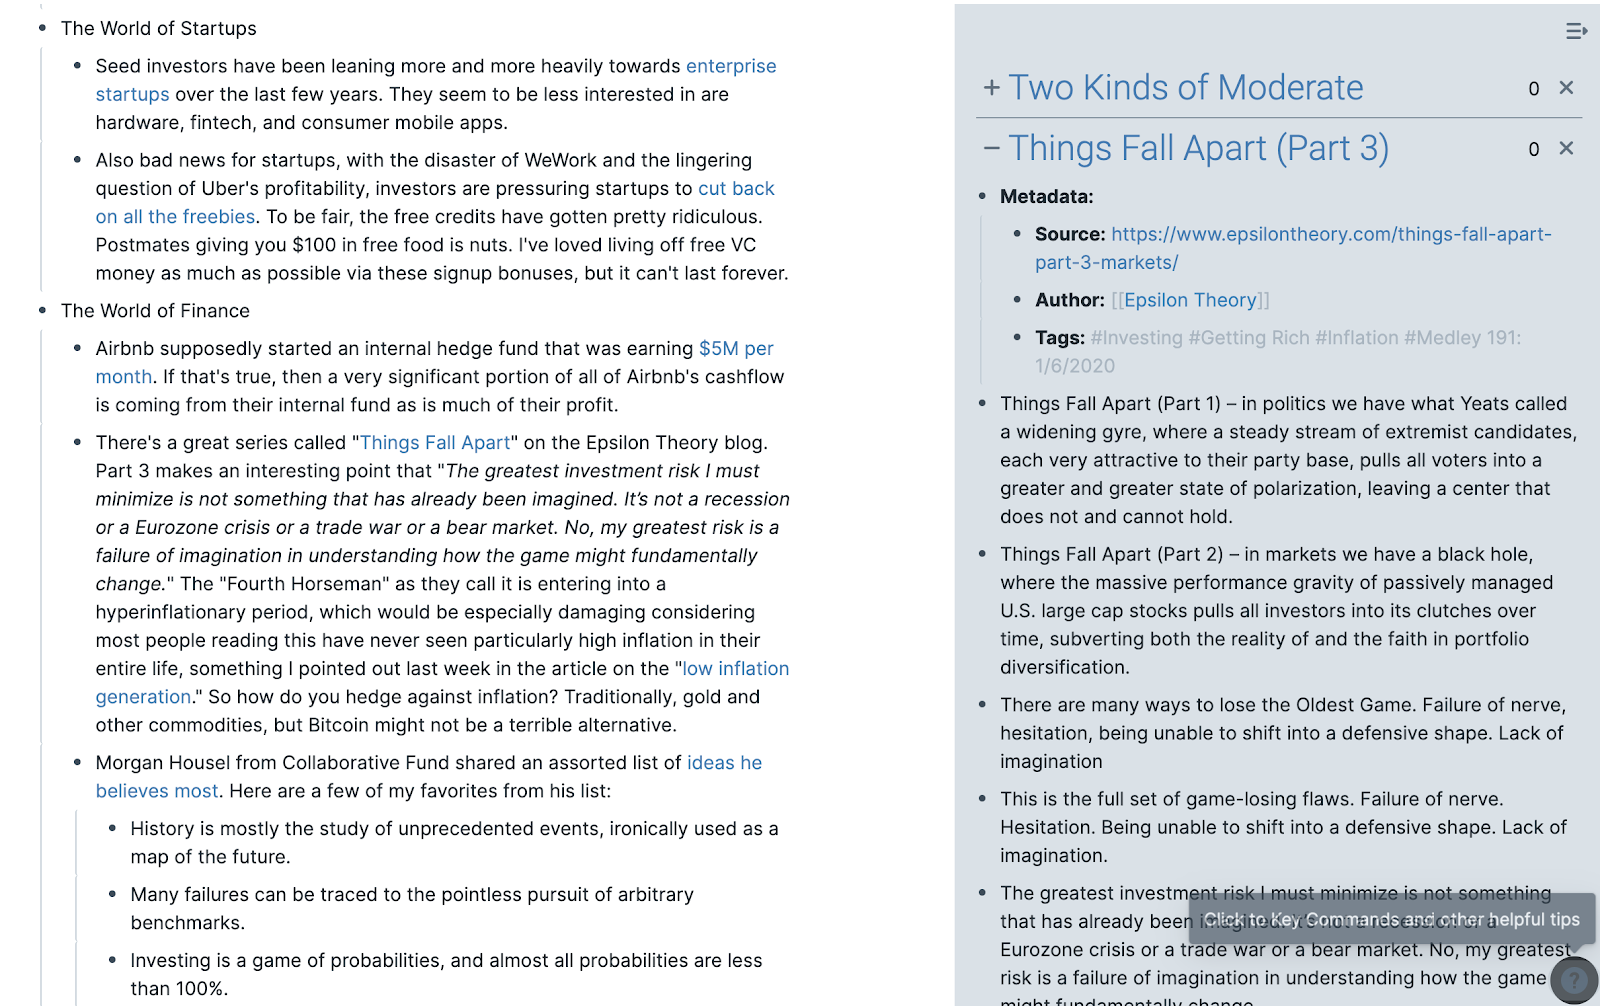 The World of Startups
Seed investors have been leaning more and more heavily towards enterprise
startups over the last few years. They seem to be less interested in are
hardware, fintech, and consumer mobile apps.
Also bad news for startups, with the disaster of WeWork and the lingering
question of Uber's profitability, investors are pressuring startups to cut back
on all the freebies. To be fair, the free credits have gotten pretty ridiculous.
Postmates giving you $100 in free food is nuts. I've loved living off free VC
money as much as possible via these signup bonuses, but it can't last forever.
The World of Finance
Airbnb supposedly started an internal hedge fund that was earning $5M per
month. If that's true, then a very significant portion of all of Airbnb's cashflow
is coming from their internal fund as is much of their profit.
There's a great series called "Things Fall Apart" on the Epsilon Theory blog.
Part 3 makes an interesting point that "The greatest investment risk I must
minimize is not something that has already been imagined. It’s not a recession
or a Eurozone crisis or a trade war or a bear market. No, my greatest risk is a
failure of imagination in understanding how the game might fundamentally
change." The "Fourth Horseman" as they call it is entering into a
hyperinflationary period, which would be especially damaging considering
most people reading this have never seen particularly high inflation in their
entire life, something I pointed out last week in the article on the "low inflation
generation." So how do you hedge against inflation? Traditionally, gold and
other commodities, but Bitcoin might not be a terrible alternative.
Morgan Housel from Collaborative Fund shared an assorted list of ideas he
believes most. Here are a few of my favorites from his list:
History is mostly the study of unprecedented events, ironically used as a
map of the future.
Many failures can be traced to the pointless pursuit of arbitrary
benchmarks.
Investing is a game of probabilities, and almost all probabilities are less
than 100%.
Two Kinds of Moderate 0
Things Fall Apart (Part 3) 0
Metadata:
Source: https://www.epsilontheory.com/things-fall-apart-
part-3-markets/
Author: [[Epsilon Theory]]
Tags: #Investing #Getting Rich #Inflation #Medley 191:
1/6/2020
Things Fall Apart (Part 1) – in politics we have what Yeats called
a widening gyre, where a steady stream of extremist candidates,
each very attractive to their party base, pulls all voters into a
greater and greater state of polarization, leaving a center that
does not and cannot hold.
Things Fall Apart (Part 2) – in markets we have a black hole,
where the massive performance gravity of passively managed
U.S. large cap stocks pulls all investors into its clutches over
time, subverting both the reality of and the faith in portfolio
diversification.
There are many ways to lose the Oldest Game. Failure of nerve,
hesitation, being unable to shift into a defensive shape. Lack of
imagination
This is the full set of game-losing flaws. Failure of nerve.
Hesitation. Being unable to shift into a defensive shape. Lack of
imagination.
The greatest investment risk I must minimize is not something
that has already been imagined. It's not a recession or a
Click to Key Commands and other helpful tips
Eurozone crisis or a trade war or a bear market. No, my greatest
risk is a failure of imagination in understanding how the game
?
might fundamentally change